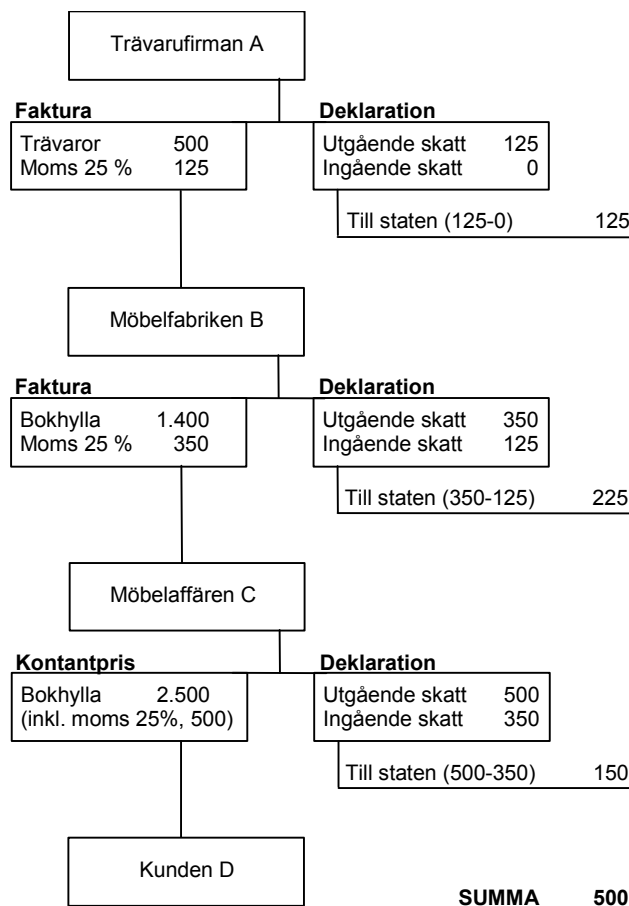 Trävarufirman A
Faktura Deklaration
Trävaror 500 Utgående skatt 125
Moms 25 % 125 Ingående skatt 0
Till staten (125-0) 125
Möbelfabriken B
Faktura Deklaration
Bokhylla 1.400 Utgående skatt 350
Moms 25 % 350 Ingående skatt 125
Till staten (350-125) 225
Möbelaffären C
Kontantpris Deklaration
Bokhylla 2.500 Utgående skatt 500
(inkl. moms 25%, 500) Ingående skatt 350
Till staten (500-350) 150
Kunden D
SUMMA 500